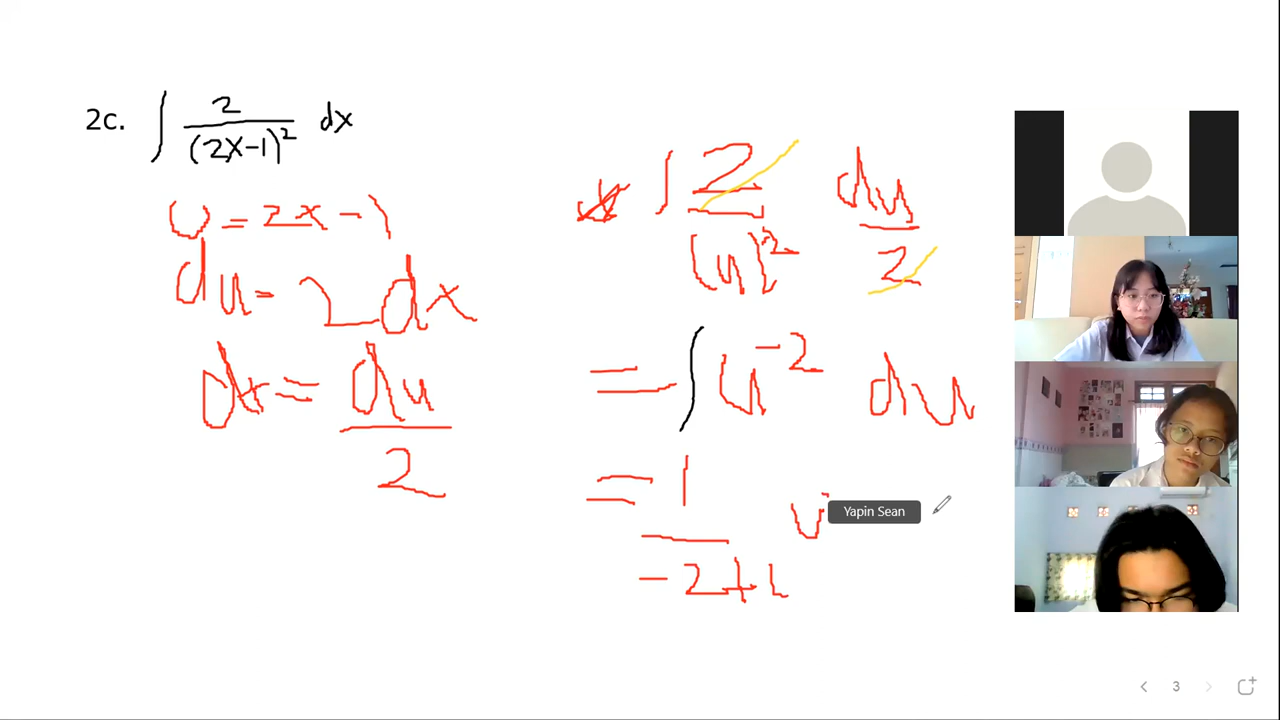 2c. ∫ 2/(2x-1)² dx
u = 2x - 1
du = 2 dx
dx = du/2
∫ 2/(u)² du/2
= ∫ u⁻² du
= 1/(-2+1) u⁻
Yapin Sean
3